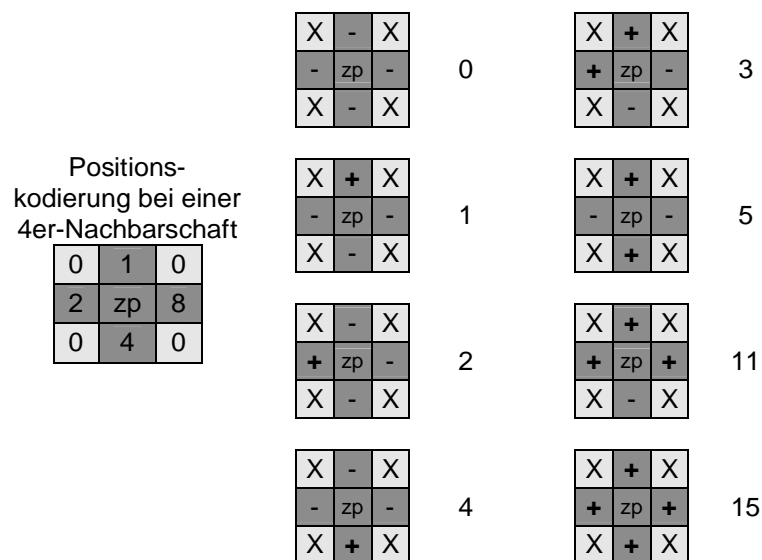 X - X
- zp - 0
X - X
X + X
+ zp - 3
X - X
Positions-
kodierung bei einer
4er-Nachbarschaft
0 1 0
2 zp 8
0 4 0
X + X
- zp - 1
X - X
X + X
- zp - 5
X + X
X - X
+ zp - 2
X - X
X + X
+ zp + 11
X - X
X - X
- zp - 4
X + X
X + X
+ zp + 15
X + X